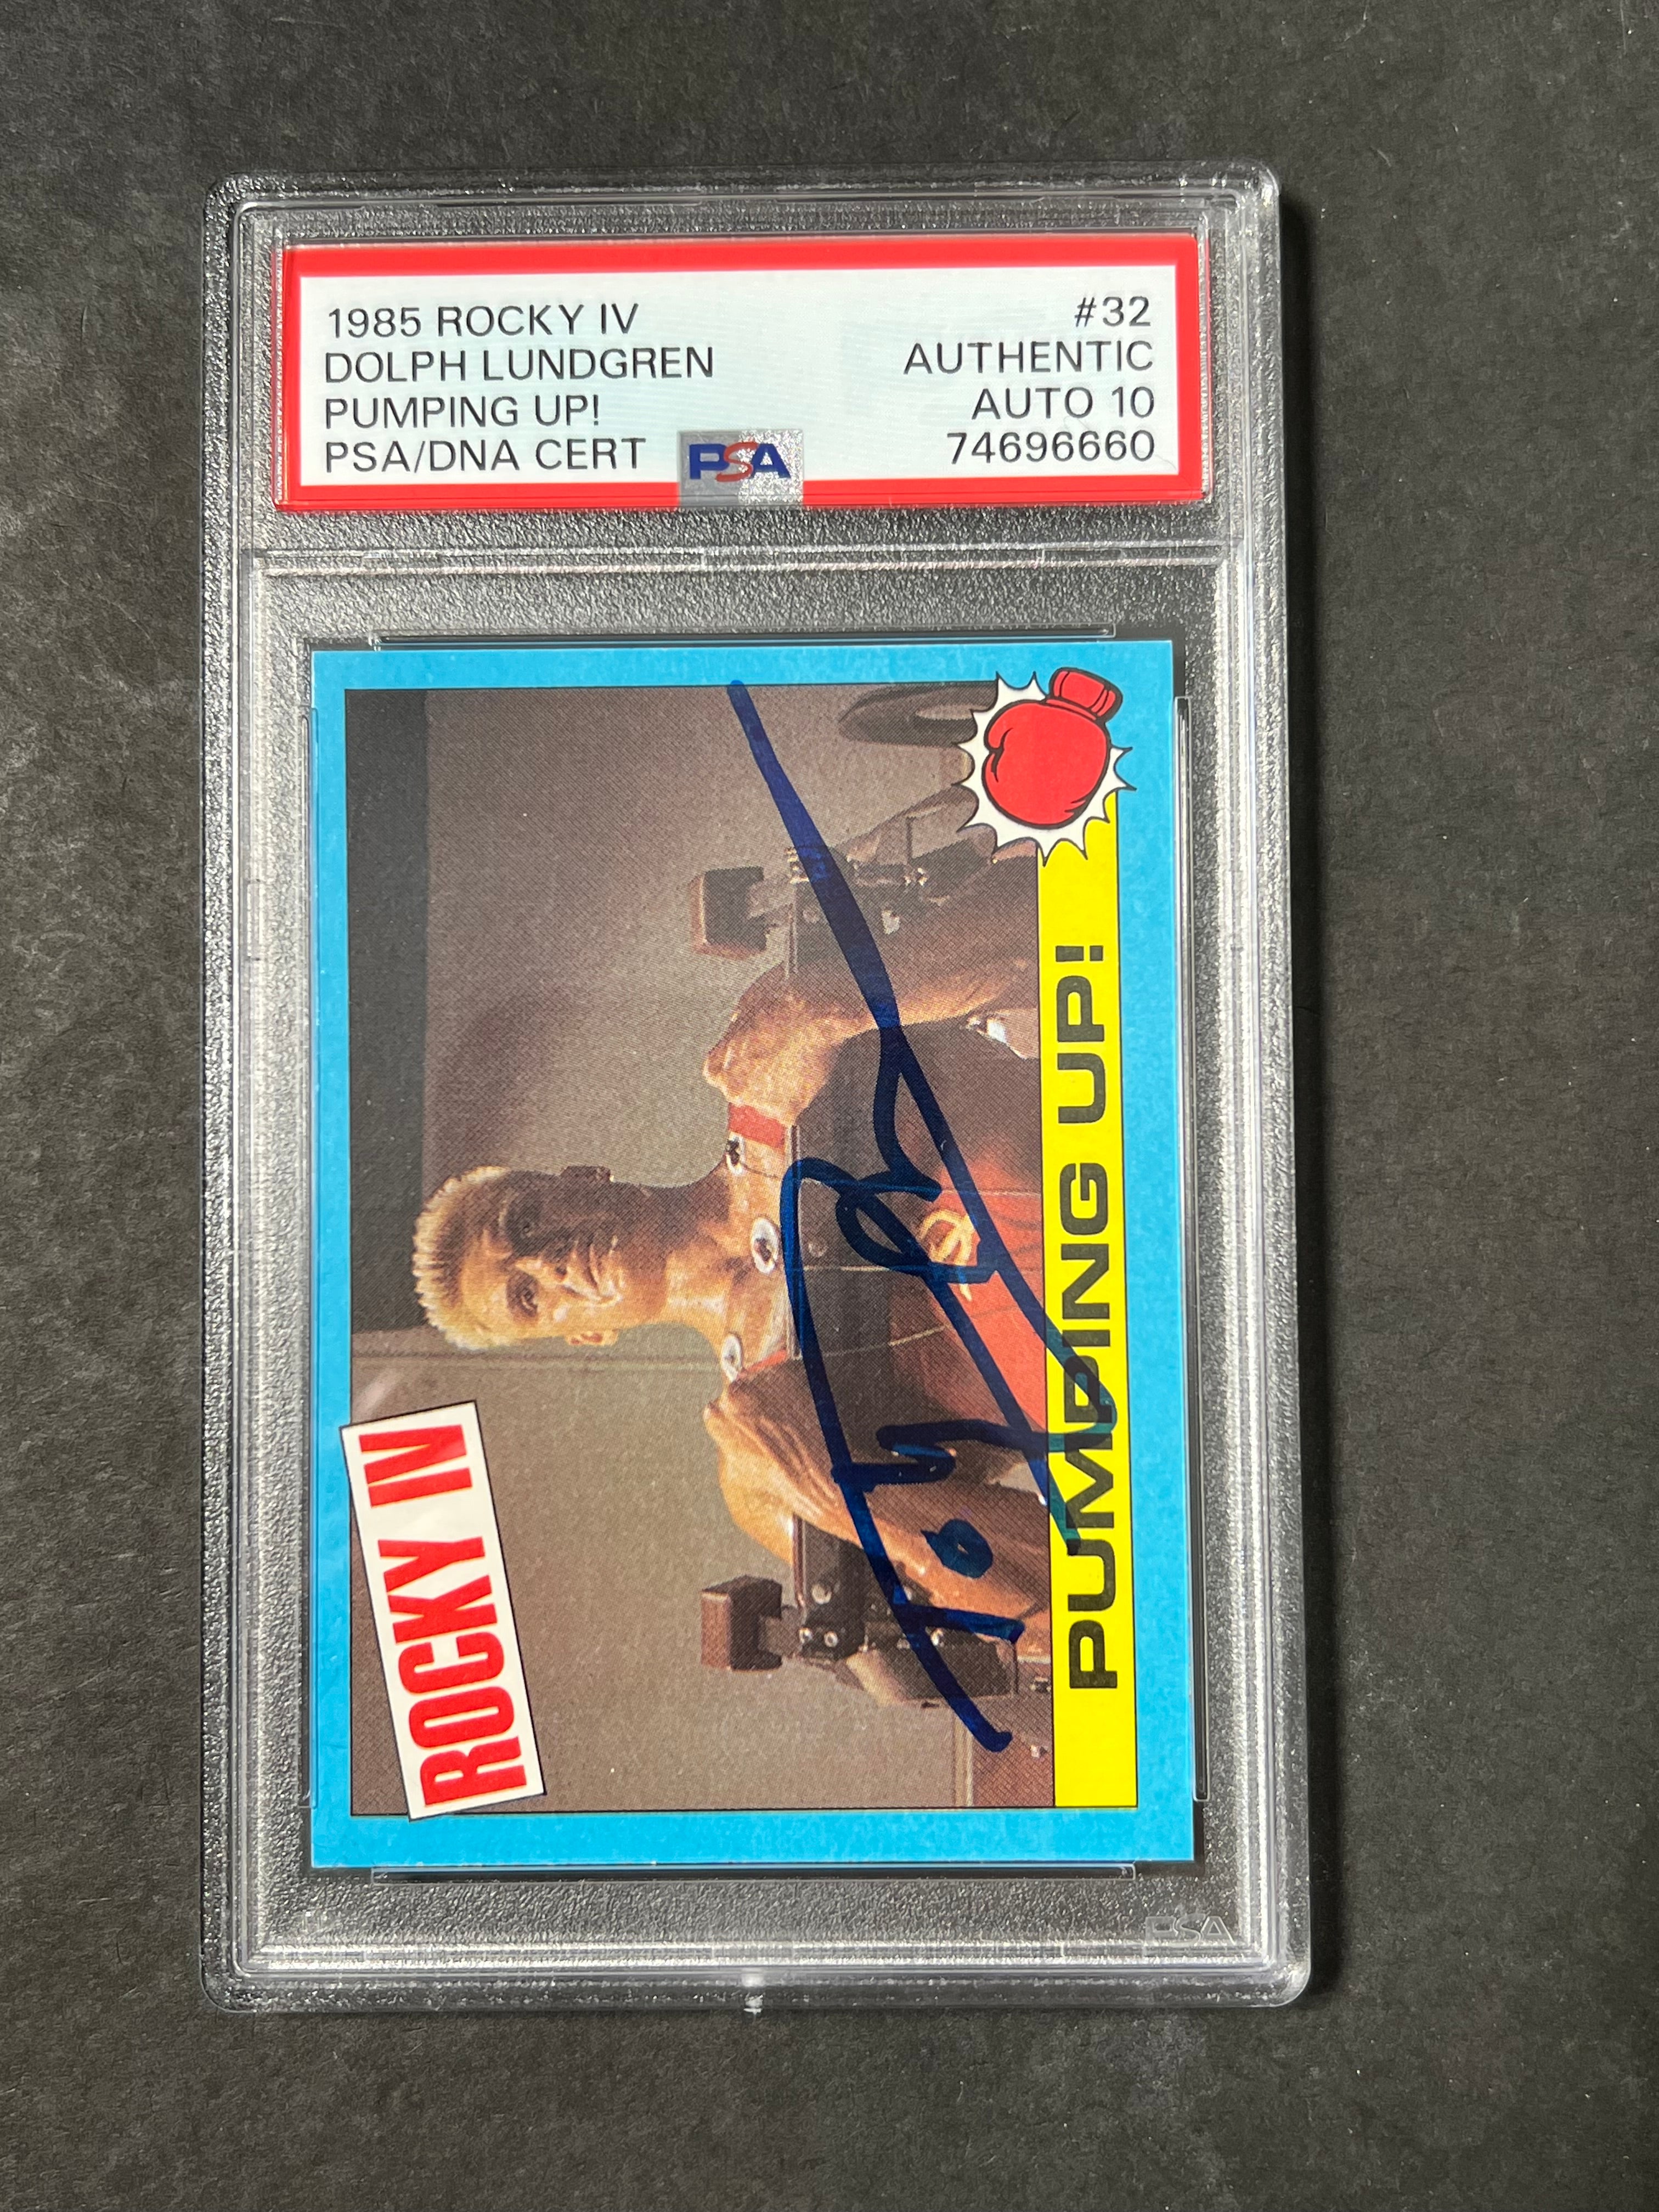 1985 ROCKY IV #32
DOLPH LUNDGREN AUTHENTIC
PUMPING UP! AUTO 10
PSA/DNA CERT 74696660
PSA
ROCKY IV
PUMPING UP!
PSA